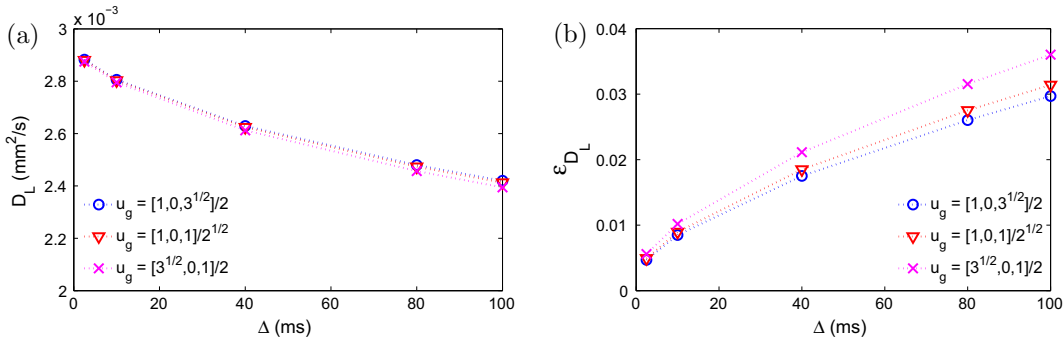 (a)
x 10⁻³
3
2.8
2.6
2.4
2.2
2
D_L (mm²/s)
u_g = [1,0,3^{1/2}]/2
u_g = [1,0,1]/2^{1/2}
u_g = [3^{1/2},0,1]/2
0 20 40 60 80 100
Δ (ms)
(b)
0.04
0.03
0.02
0.01
0
ε_{D_L}
u_g = [1,0,3^{1/2}]/2
u_g = [1,0,1]/2^{1/2}
u_g = [3^{1/2},0,1]/2
0 20 40 60 80 100
Δ (ms)